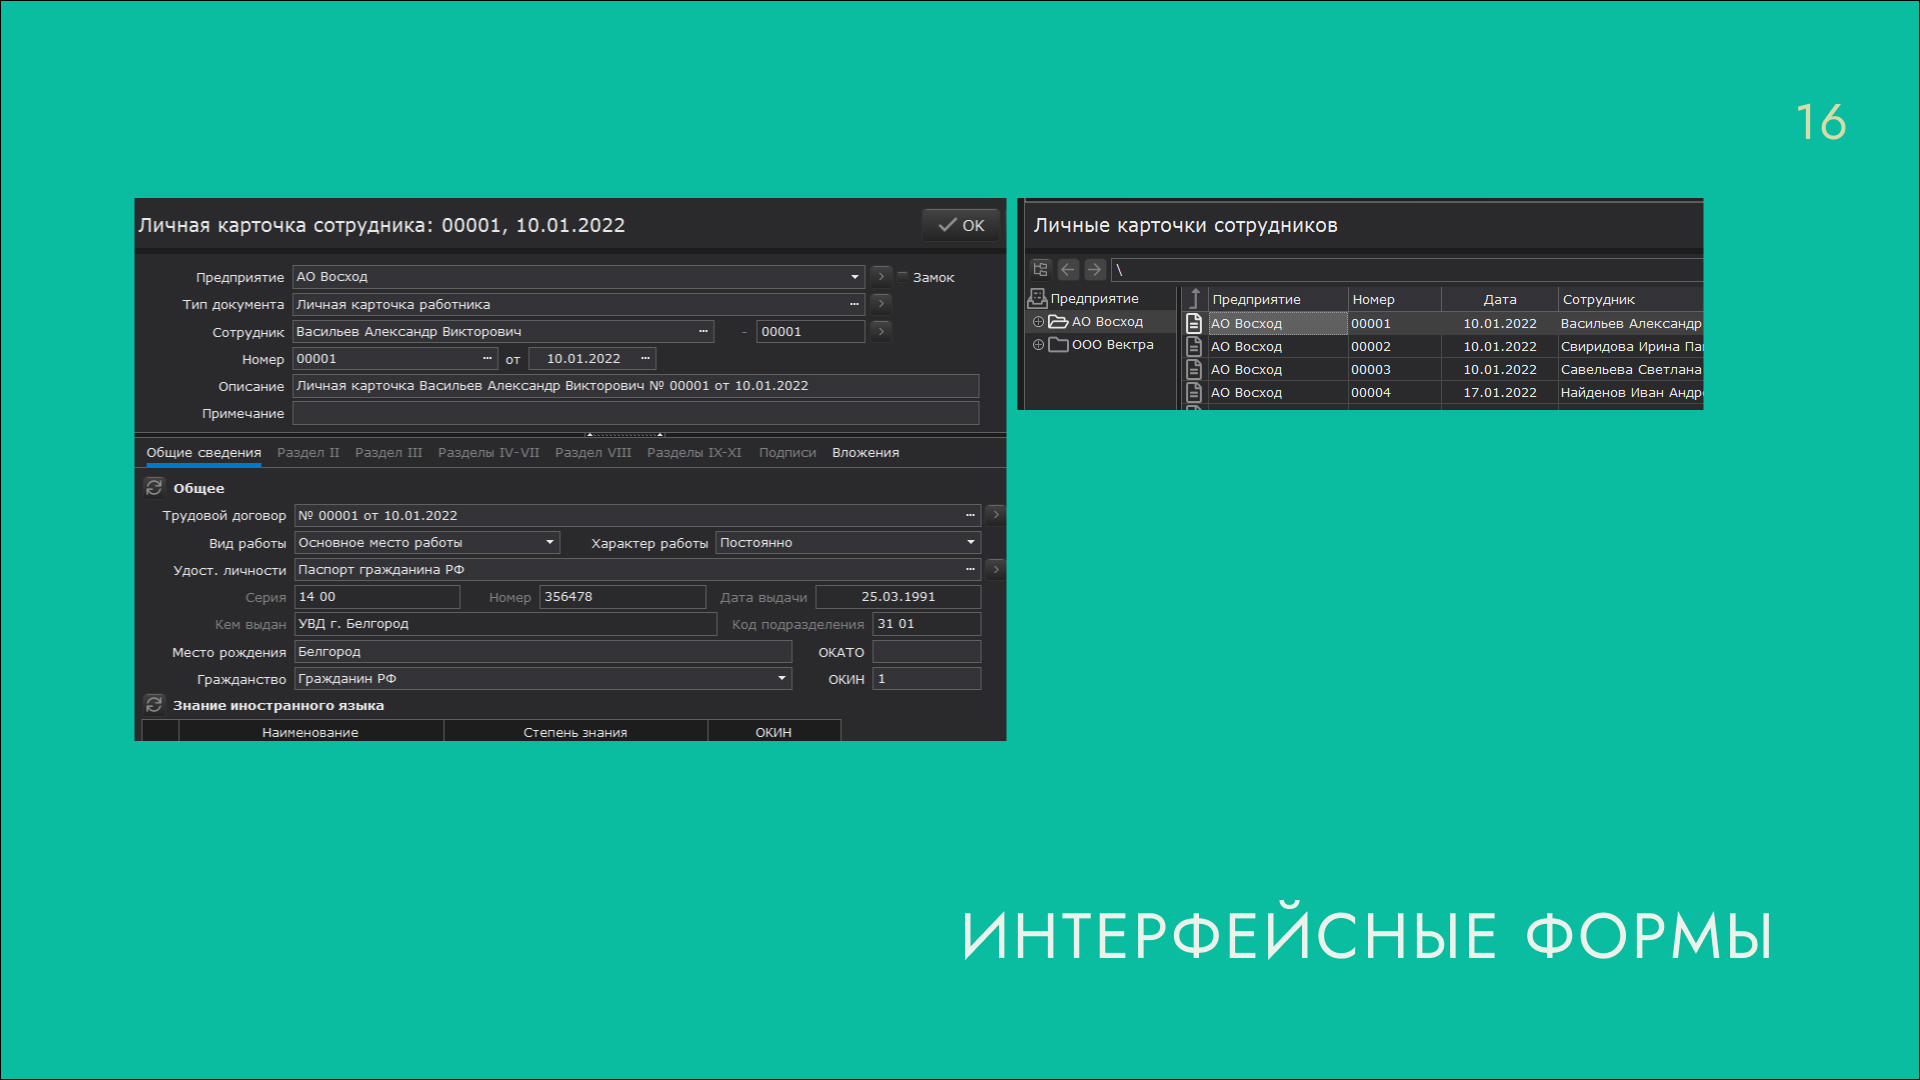 16
Личная карточка сотрудника: 00001, 10.01.2022
OK
Предприятие АО Восход Замок
Тип документа Личная карточка работника
Сотрудник Васильев Александр Викторович - 00001
Номер 00001 от 10.01.2022
Описание Личная карточка Васильев Александр Викторович № 00001 от 10.01.2022
Примечание
Общие сведения Раздел II Раздел III Разделы IV-VII Раздел VIII Разделы IX-XI Подписи Вложения
Общее
Трудовой договор № 00001 от 10.01.2022
Вид работы Основное место работы Характер работы Постоянно
Удост. личности Паспорт гражданина РФ
Серия 14 00 Номер 356478 Дата выдачи 25.03.1991
Кем выдан УВД г. Белгород Код подразделения 31 01
Место рождения Белгород ОКАТО
Гражданство Гражданин РФ ОКИН 1
Знание иностранного языка
Наименование Степень знания ОКИН
Личные карточки сотрудников
\
Предприятие
АО Восход
ООО Вектра
Предприятие Номер Дата Сотрудник
АО Восход 00001 10.01.2022 Васильев Александр
АО Восход 00002 10.01.2022 Свиридова Ирина
АО Восход 00003 10.01.2022 Савельева Светлана
АО Восход 00004 17.01.2022 Найденов Иван
ИНТЕРФЕЙСНЫЕ ФОРМЫ